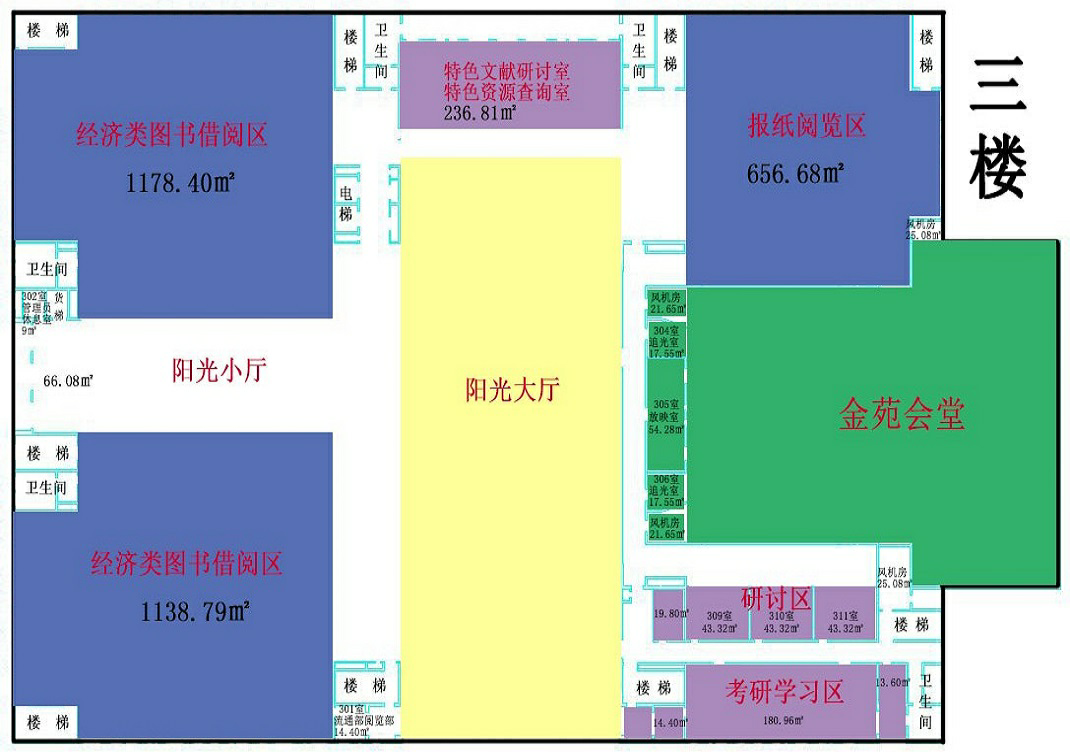 楼 梯
楼梯
卫生间
特色文献研讨室
特色资源查询室
236.81㎡
卫生间
楼梯
楼梯
三楼
经济类图书借阅区
1178.40㎡
报纸阅览区
656.68㎡
电梯
风机房
25.08㎡
卫生间
302室
管理员
休息室
9㎡
货梯
66.08㎡
阳光小厅
阳光大厅
风机房
21.65㎡
304室
追光室
17.55㎡
305室
放映室
54.28㎡
306室
追光室
17.55㎡
风机房
21.65㎡
金苑会堂
楼 梯
卫生间
经济类图书借阅区
1138.79㎡
风机房
25.08㎡
研讨区
19.80㎡
309室
43.32㎡
310室
43.32㎡
311室
43.32㎡
楼 梯
楼 梯
301室
流通部阅览部
14.40㎡
楼 梯
楼 梯
14.40㎡
考研学习区
180.96㎡
13.60㎡
卫生间